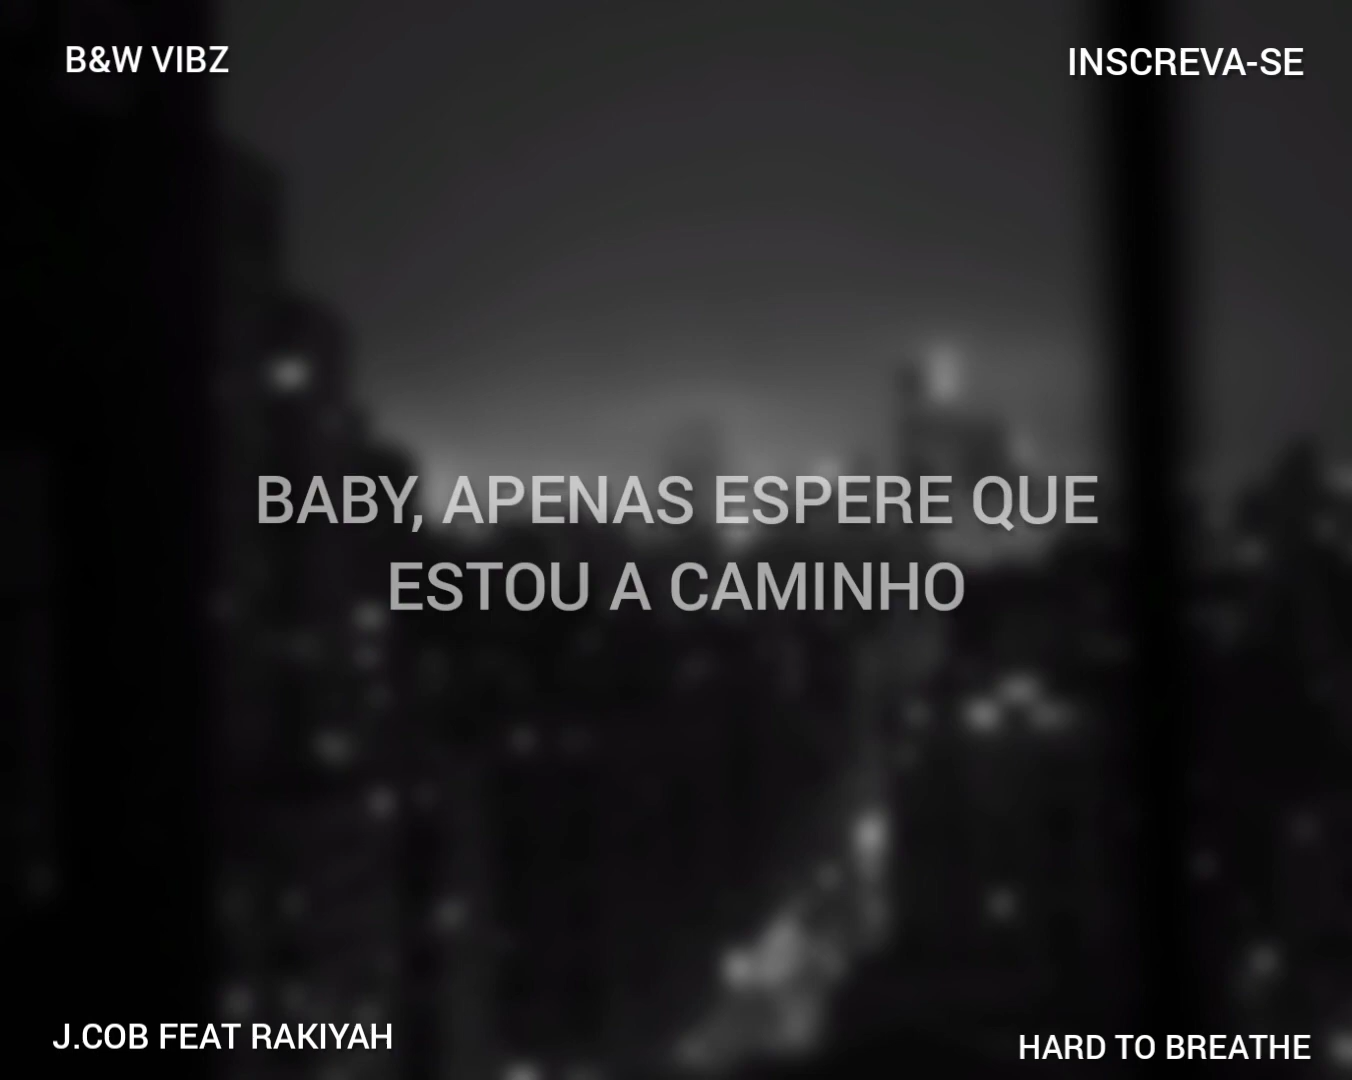 B&W VIBZ
INSCREVA-SE
BABY, APENAS ESPERE QUE
ESTOU A CAMINHO
J.COB FEAT RAKIYAH
HARD TO BREATHE